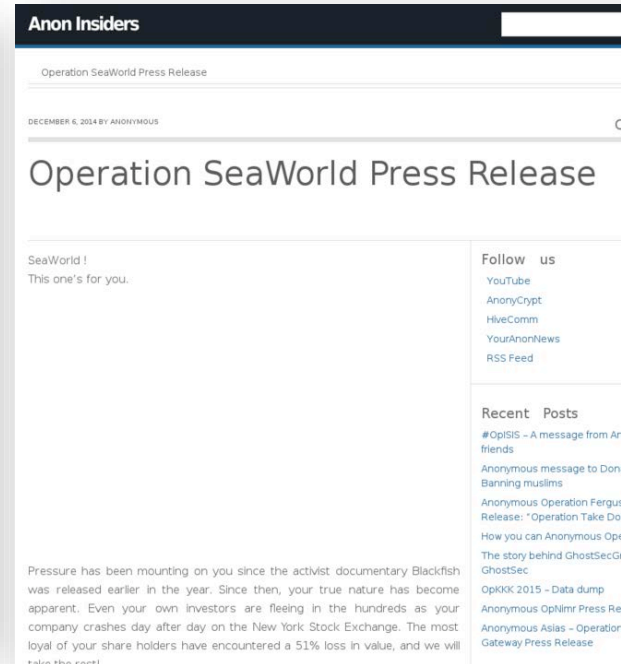 Anon Insiders
Operation SeaWorld Press Release
DECEMBER 6, 2014 BY ANONYMOUS
Operation SeaWorld Press Release
SeaWorld !
This one's for you.
Pressure has been mounting on you since the activist documentary Blackfish
was released earlier in the year. Since then, your true nature has become
apparent. Even your own investors are fleeing in the hundreds as your
company crashes day after day on the New York Stock Exchange. The most
loyal of your share holders have encountered a 51% loss in value, and we will
take the rest!
Follow us
YouTube
AnonyCrypt
HiveComm
YourAnonNews
RSS Feed
Recent Posts
#OpISIS – A message from
friends
Anonymous message to
Banning muslims
Anonymous Operation
Release: "Operation Take
How you can Anonymous
The story behind
GhostSec
OpKKK 2015 – Data dump
Anonymous OpNimr Press
Anonymous Asias – Operation
Gateway Press Release